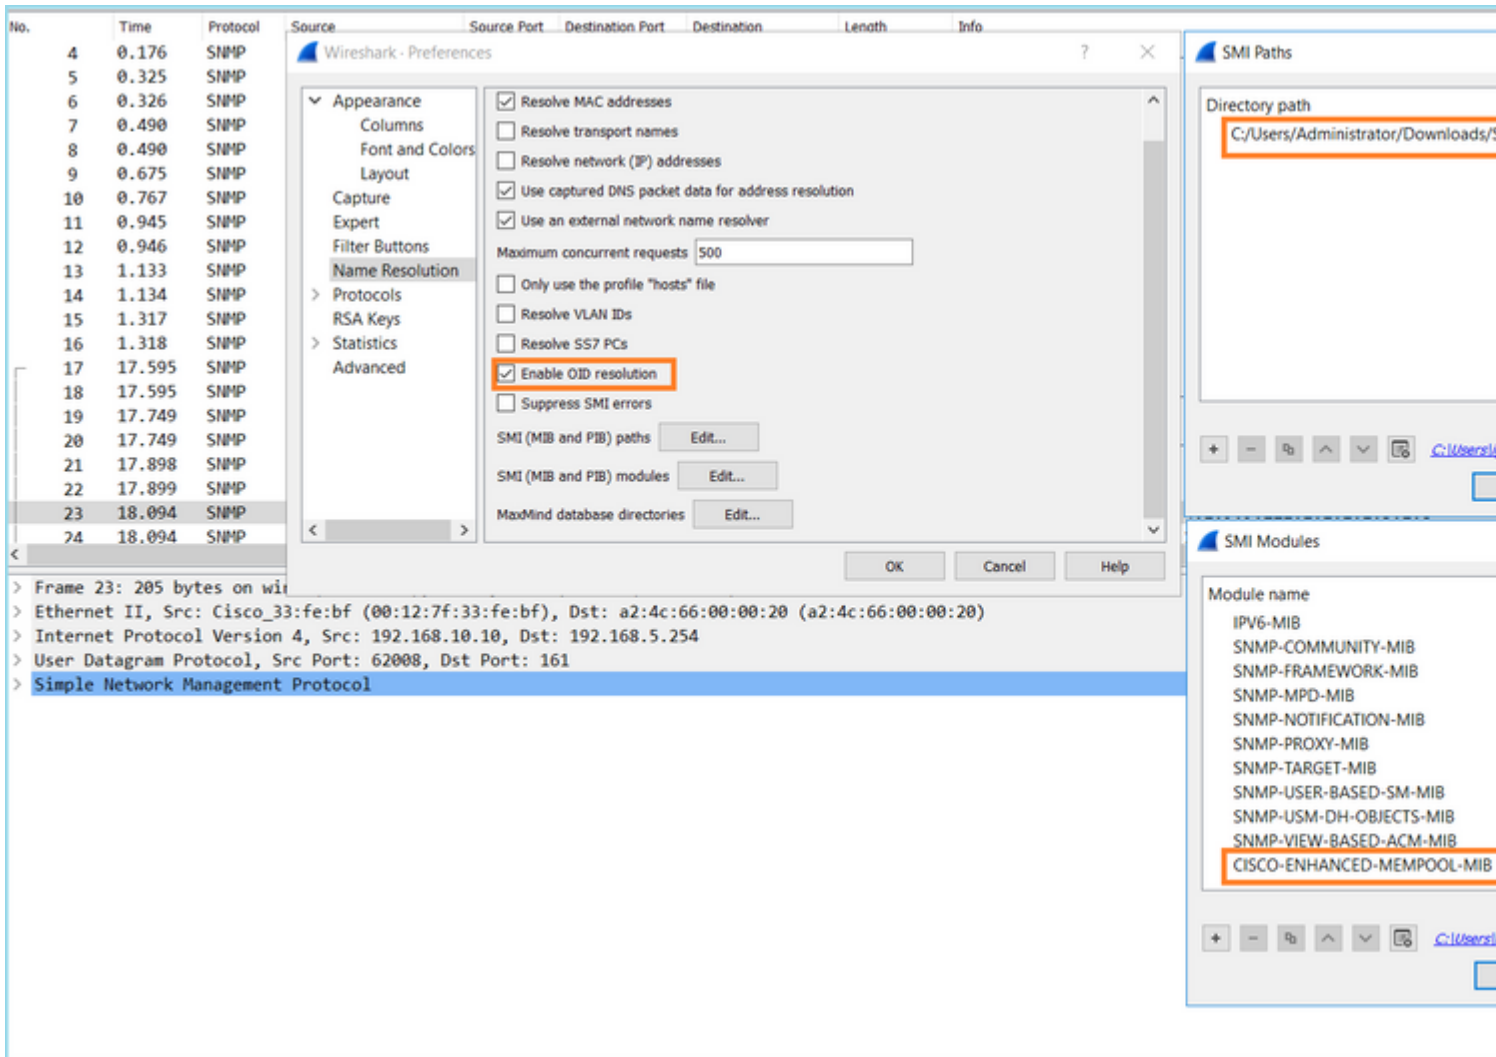 No. Time Protocol Source Source Port Destination Port Destination Length Info
4 0.176 SNMP
5 0.325 SNMP
6 0.326 SNMP
7 0.490 SNMP
8 0.490 SNMP
9 0.675 SNMP
10 0.767 SNMP
11 0.945 SNMP
12 0.946 SNMP
13 1.133 SNMP
14 1.134 SNMP
15 1.317 SNMP
16 1.318 SNMP
17 17.595 SNMP
18 17.595 SNMP
19 17.749 SNMP
20 17.749 SNMP
21 17.898 SNMP
22 17.899 SNMP
23 18.094 SNMP
24 18.094 SNMP
Wireshark · Preferences
Appearance
Columns
Font and Colors
Layout
Capture
Expert
Filter Buttons
Name Resolution
Protocols
RSA Keys
Statistics
Advanced
Resolve MAC addresses
Resolve transport names
Resolve network (IP) addresses
Use captured DNS packet data for address resolution
Use an external network name resolver
Maximum concurrent requests 500
Only use the profile "hosts" file
Resolve VLAN IDs
Resolve SS7 PCs
Enable OID resolution
Suppress SMI errors
SMI (MIB and PIB) paths Edit...
SMI (MIB and PIB) modules Edit...
MaxMind database directories Edit...
OK Cancel Help
Frame 23: 205 bytes on wir
Ethernet II, Src: Cisco_33:fe:bf (00:12:7f:33:fe:bf), Dst: a2:4c:66:00:00:20 (a2:4c:66:00:00:20)
Internet Protocol Version 4, Src: 192.168.10.10, Dst: 192.168.5.254
User Datagram Protocol, Src Port: 62008, Dst Port: 161
Simple Network Management Protocol
SMI Paths
Directory path
C:/Users/Administrator/Downloads/S
C:\Users\
SMI Modules
Module name
IPV6-MIB
SNMP-COMMUNITY-MIB
SNMP-FRAMEWORK-MIB
SNMP-MPD-MIB
SNMP-NOTIFICATION-MIB
SNMP-PROXY-MIB
SNMP-TARGET-MIB
SNMP-USER-BASED-SM-MIB
SNMP-USM-DH-OBJECTS-MIB
SNMP-VIEW-BASED-ACM-MIB
CISCO-ENHANCED-MEMPOOL-MIB
C:\Users\